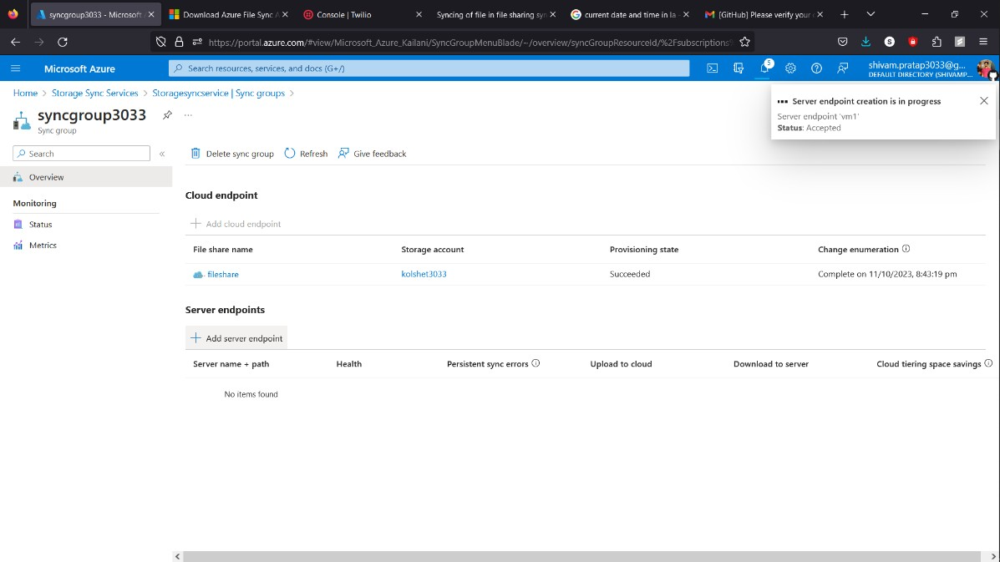 syncgroup3033 - Microsoft
Download Azure File Sync A
Console | Twilio
Syncing of file in file sharing syn
current date and time in la -
[GitHub] Please verify your
https://portal.azure.com/#view/Microsoft_Azure_Kailani/SyncGroupMenuBlade/~/overview/syncGroupResourceId/%2Fsubscriptions%
Microsoft Azure
Search resources, services, and docs (G+/)
5
shivam.pratap3033@g...
DEFAULT DIRECTORY (SHIVAMP...
Home > Storage Sync Services > Storagesyncservice | Sync groups >
syncgroup3033
...
Sync group
Server endpoint creation is in progress
Server endpoint 'vm1'
Status: Accepted
Search
«
Delete sync group
Refresh
Give feedback
Overview
Monitoring
Status
Metrics
Cloud endpoint
Add cloud endpoint
File share name
Storage account
Provisioning state
Change enumeration
fileshare
kolshet3033
Succeeded
Complete on 11/10/2023, 8:43:19 pm
Server endpoints
Add server endpoint
Server name + path
Health
Persistent sync errors
Upload to cloud
Download to server
Cloud tiering space savings
No items found